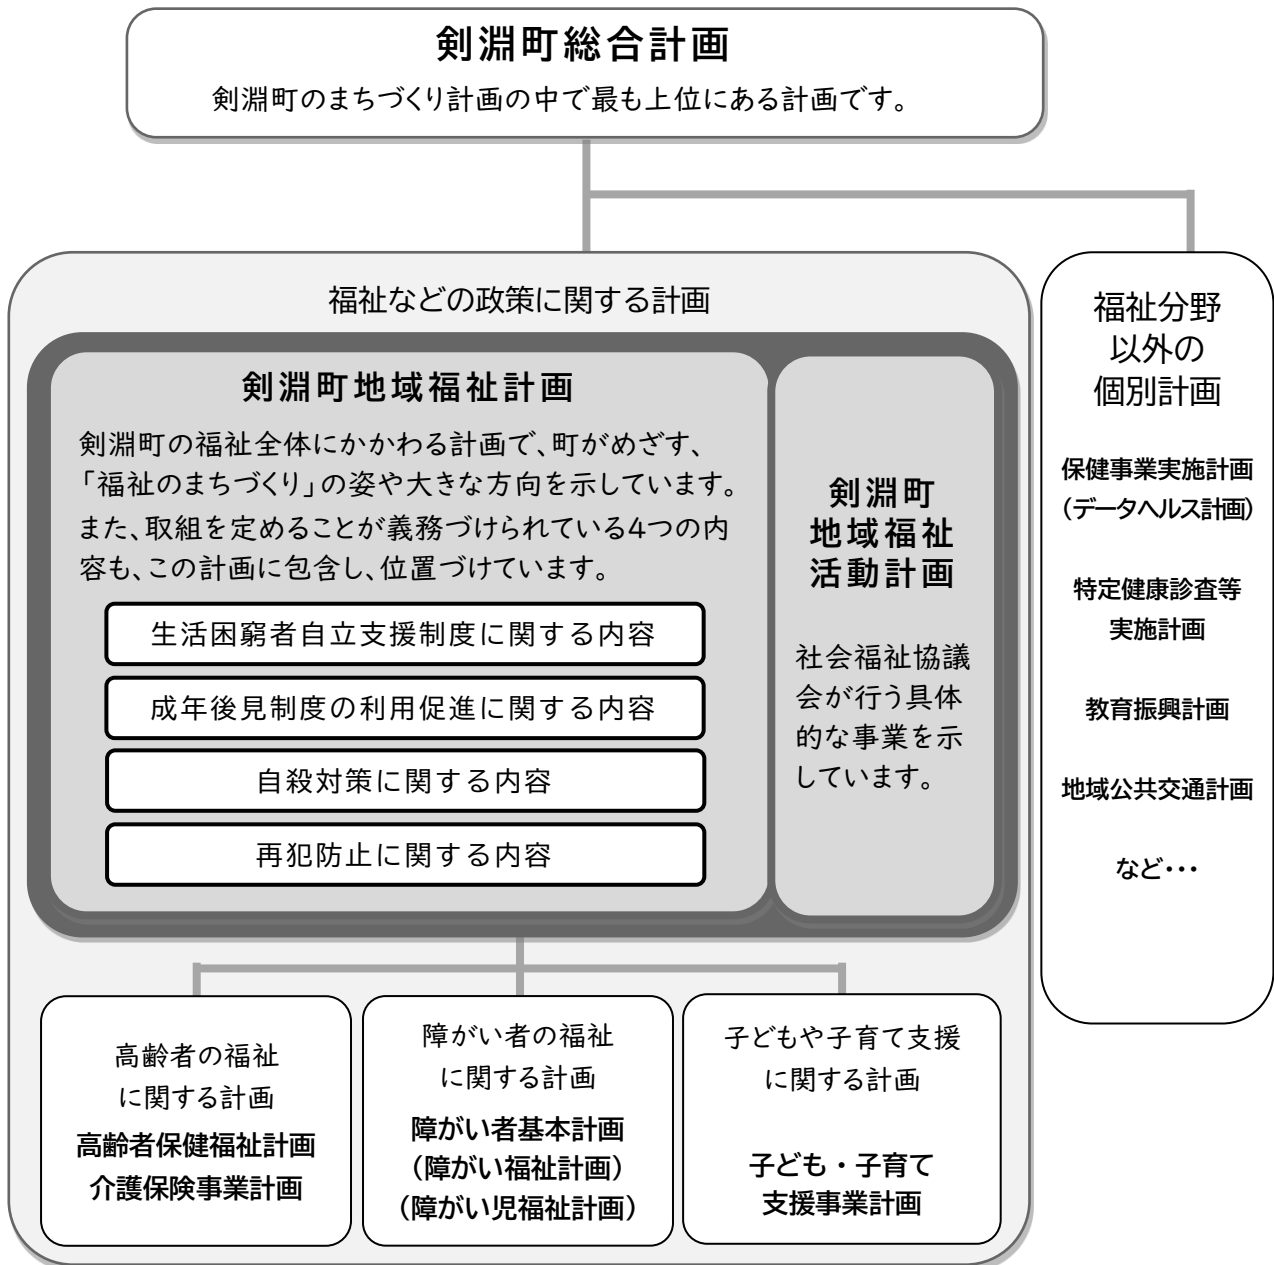 剣淵町総合計画
剣淵町のまちづくり計画の中で最も上位にある計画です。
福祉などの政策に関する計画
剣淵町地域福祉計画
剣淵町の福祉全体にかかわる計画で、町がめざす、
「福祉のまちづくり」の姿や大きな方向を示しています。
また、取組を定めることが義務づけられている4つの内
容も、この計画に包含し、位置づけています。
生活困窮者自立支援制度に関する内容
成年後見制度の利用促進に関する内容
自殺対策に関する内容
再犯防止に関する内容
剣淵町
地域福祉
活動計画
社会福祉協議
会が行う具体
的な事業を示
しています。
福祉分野
以外の
個別計画
保健事業実施計画
(データヘルス計画)
特定健康診査等
実施計画
教育振興計画
地域公共交通計画
など・・・
高齢者の福祉
に関する計画
高齢者保健福祉計画
介護保険事業計画
障がい者の福祉
に関する計画
障がい者基本計画
(障がい福祉計画)
(障がい児福祉計画)
子どもや子育て支援
に関する計画
子ども・子育て
支援事業計画